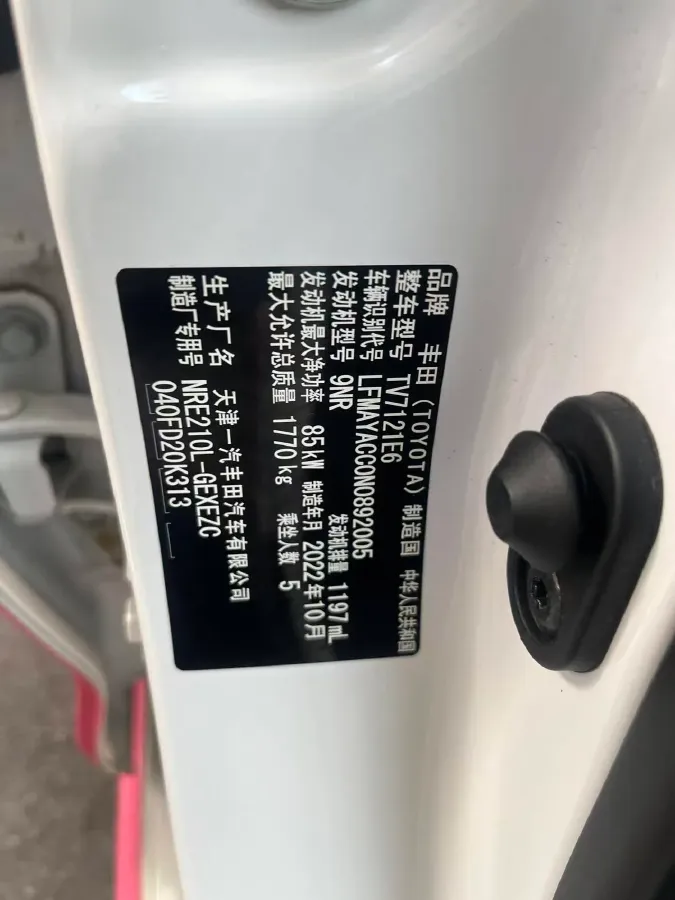 品牌 丰田(TOYOTA) 制造国 中华人民共和国
整车型号 TV7121E6
车辆识别代号 LFMAYACC0N0892005
发动机型号 9NR 发动机排量 1197mL
发动机最大净功率 85kW 制造年月 2022年10月
最大允许总质量 1770kg 乘坐人数 5
生产厂名 天津一汽丰田汽车有限公司
制造厂专用号 NRE210L-GEXEZC
040FD20K313